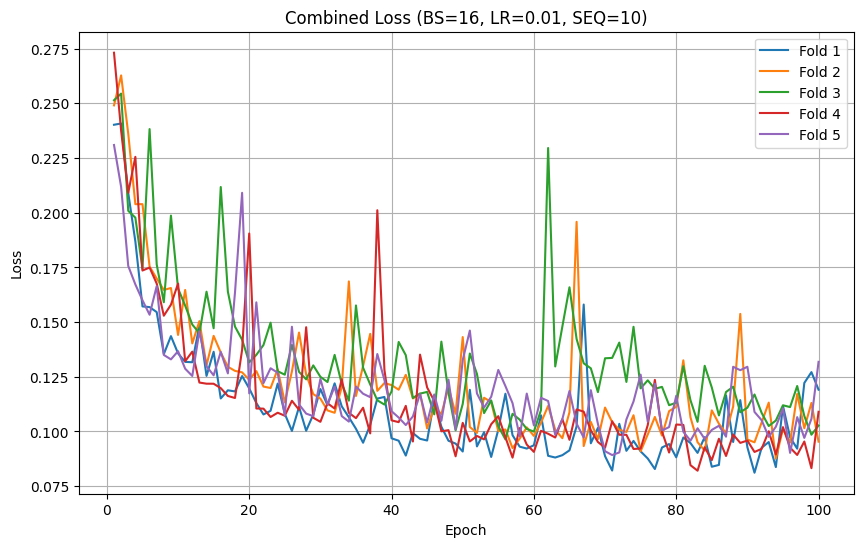 Combined Loss (BS=16, LR=0.01, SEQ=10)
Loss
0.275
0.250
0.225
0.200
0.175
0.150
0.125
0.100
0.075
Fold 1
Fold 2
Fold 3
Fold 4
Fold 5
0 20 40 60 80 100
Epoch